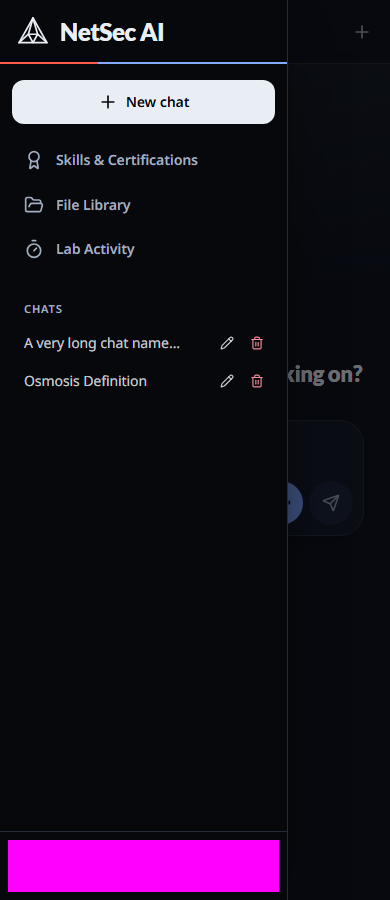 NetSec AI
New chat
Skills & Certifications
File Library
Lab Activity
CHATS
A very long chat name...
Osmosis Definition
king on?